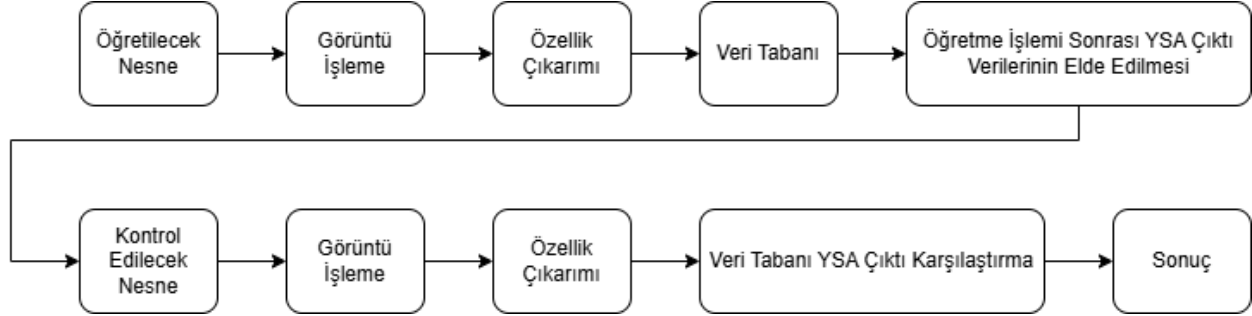 Öğretilecek
Nesne
Görüntü
İşleme
Özellik
Çıkarımı
Veri Tabanı
Öğretme İşlemi Sonrası YSA Çıktı
Verilerinin Elde Edilmesi
Kontrol
Edilecek
Nesne
Görüntü
İşleme
Özellik
Çıkarımı
Veri Tabanı YSA Çıktı Karşılaştırma
Sonuç